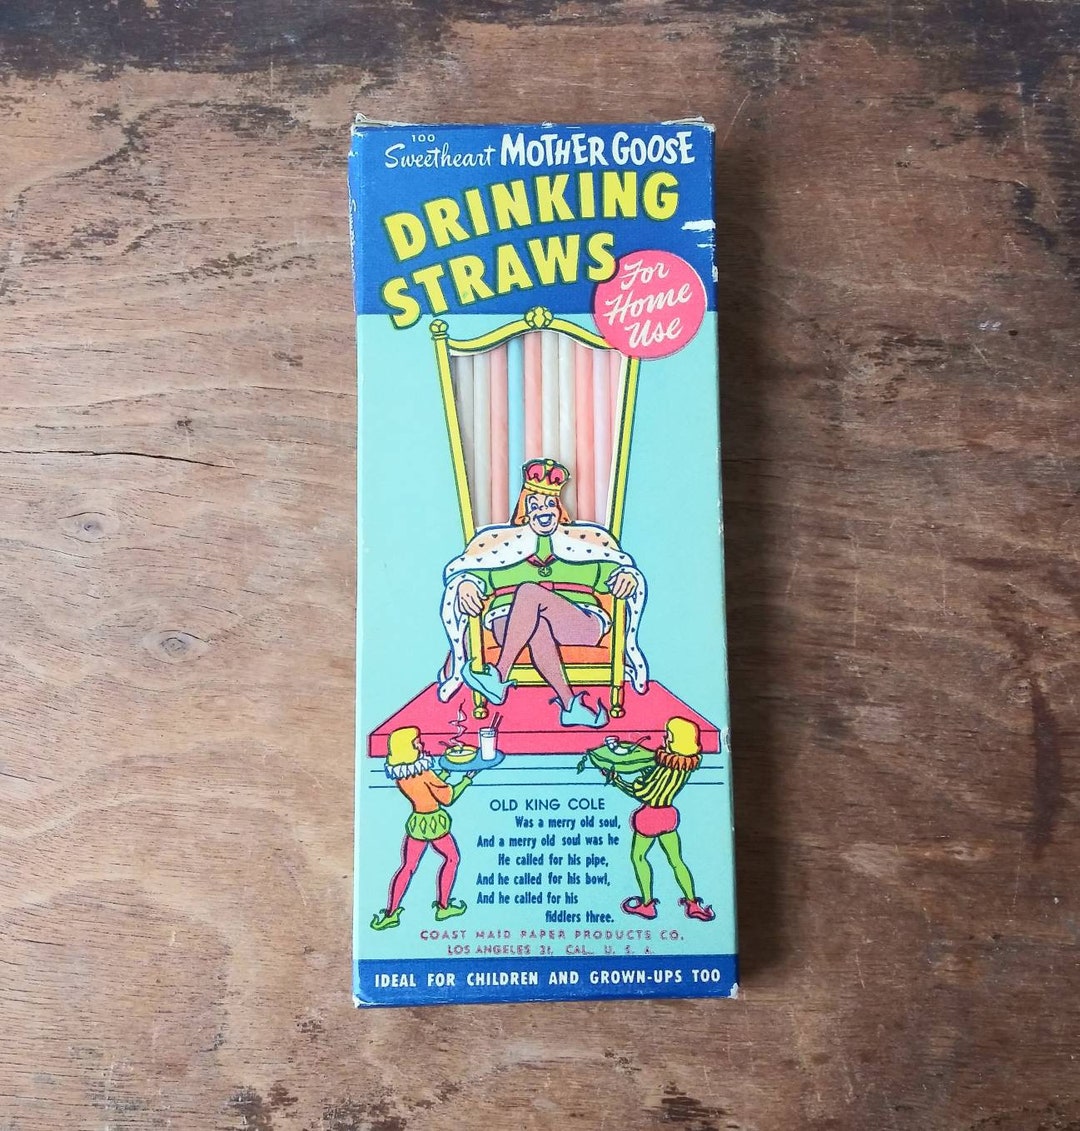 100
Sweetheart MOTHER GOOSE
DRINKING
STRAWS
For
Home
Use
OLD KING COLE
Was a merry old soul,
And a merry old soul was he
He called for his pipe,
And he called for his bowl,
And he called for his
fiddlers three.
COAST MAID PAPER PRODUCTS CO.
LOS ANGELES 21, CAL., U. S. A.
IDEAL FOR CHILDREN AND GROWN-UPS TOO